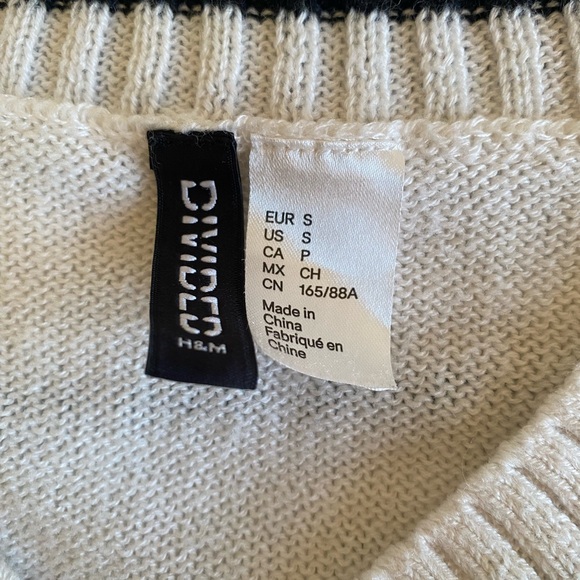 DIVIDED
H&M
EUR S
US S
CA P
MX CH
CN 165/88A
Made in
China
Fabriqué en
Chine